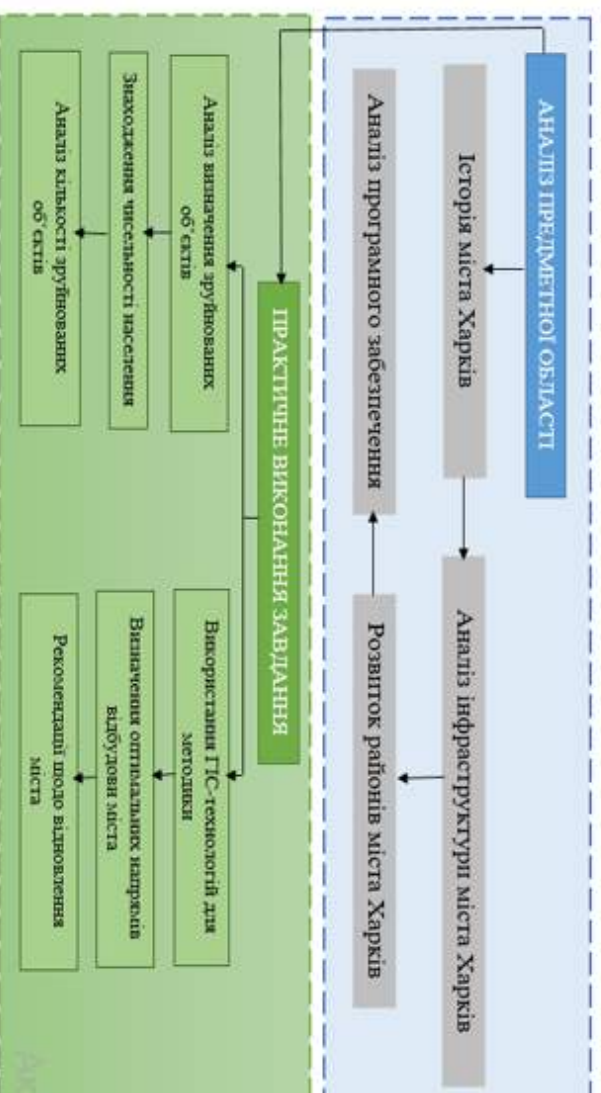 АНАЛІЗ ПРЕДМЕТНОЇ ОБЛАСТІ
Історія міста Харків
Аналіз інфраструктури міста Харків
Аналіз програмного забезпечення
Розвиток районів міста Харків
ПРАКТИЧНЕ ВИКОНАННЯ ЗАВДАННЯ
Аналіз визначення зруйнованих
об'єктів
Знаходження чисельності населення
Аналіз кількості зруйнованих
об'єктів
Використання ГІС-технологій для
методики
Визначення оптимальних напрямів
відбудови міста
Рекомендації щодо відновлення
міста